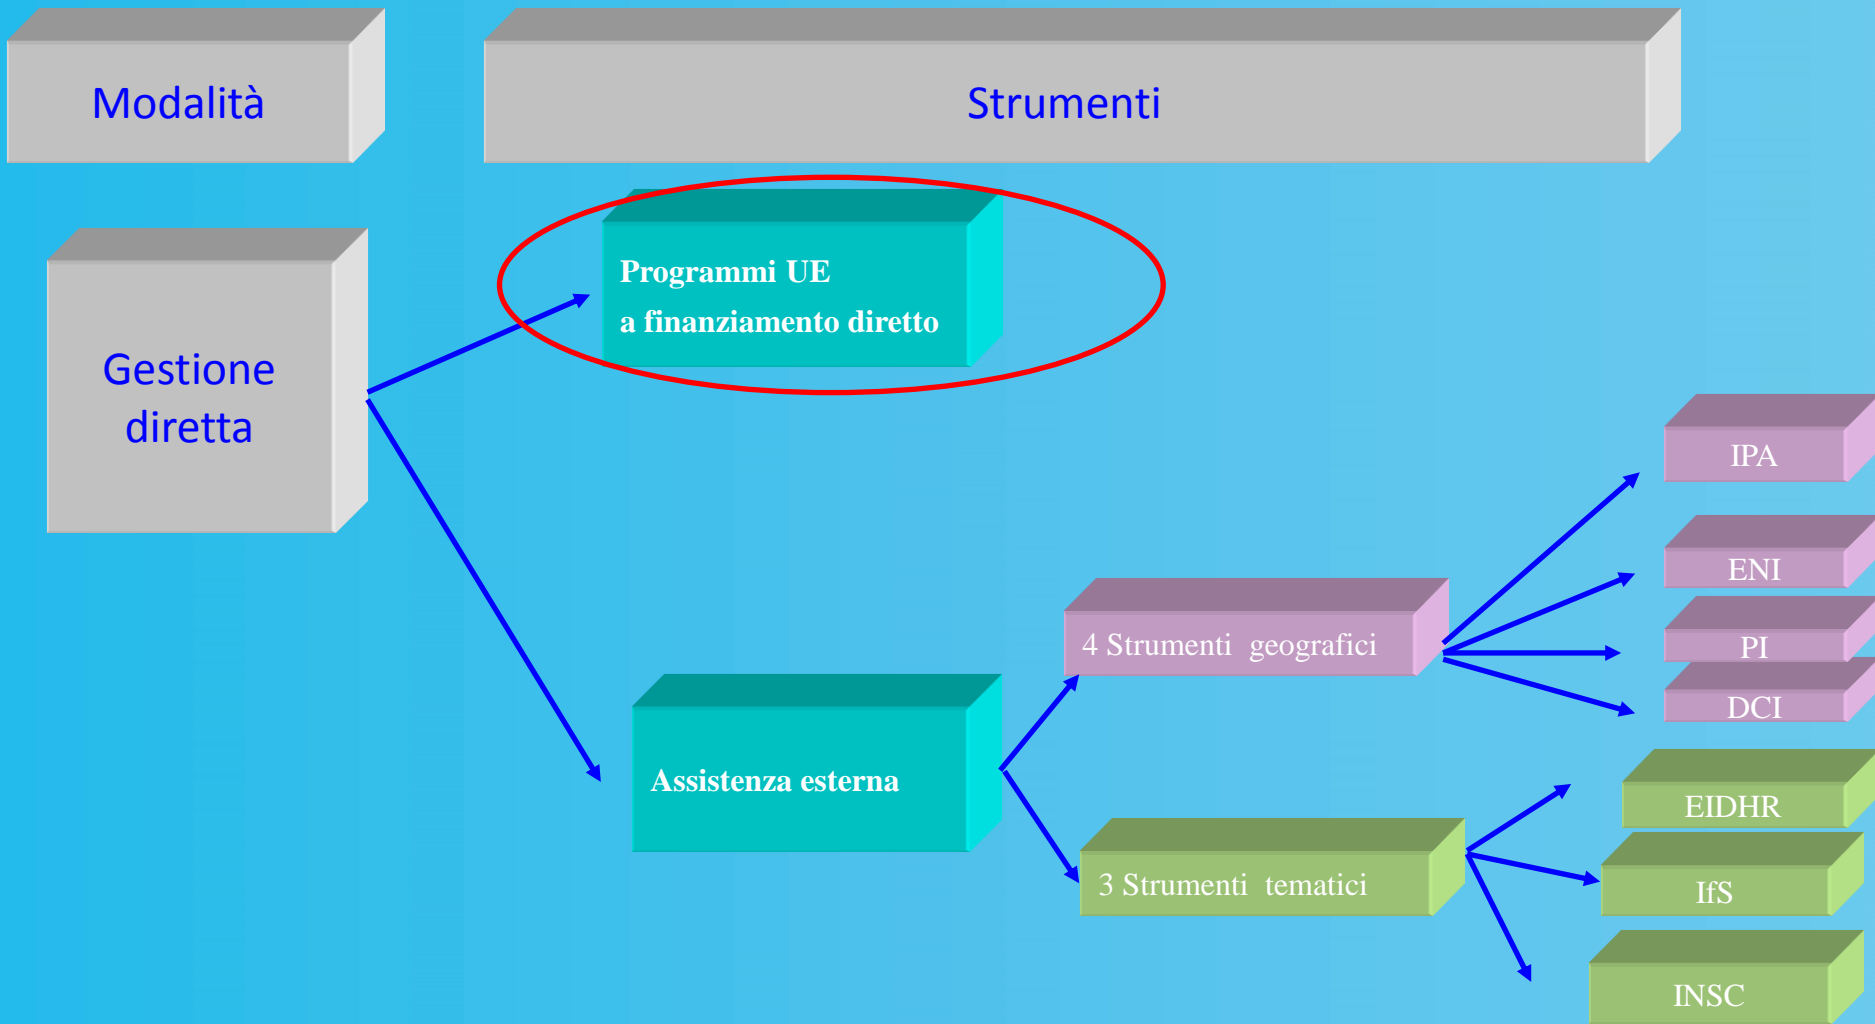 Modalità
Strumenti
Programmi UE
a finanziamento diretto
Gestione
diretta
IPA
ENI
4 Strumenti geografici
PI
DCI
Assistenza esterna
EIDHR
3 Strumenti tematici
IfS
INSC